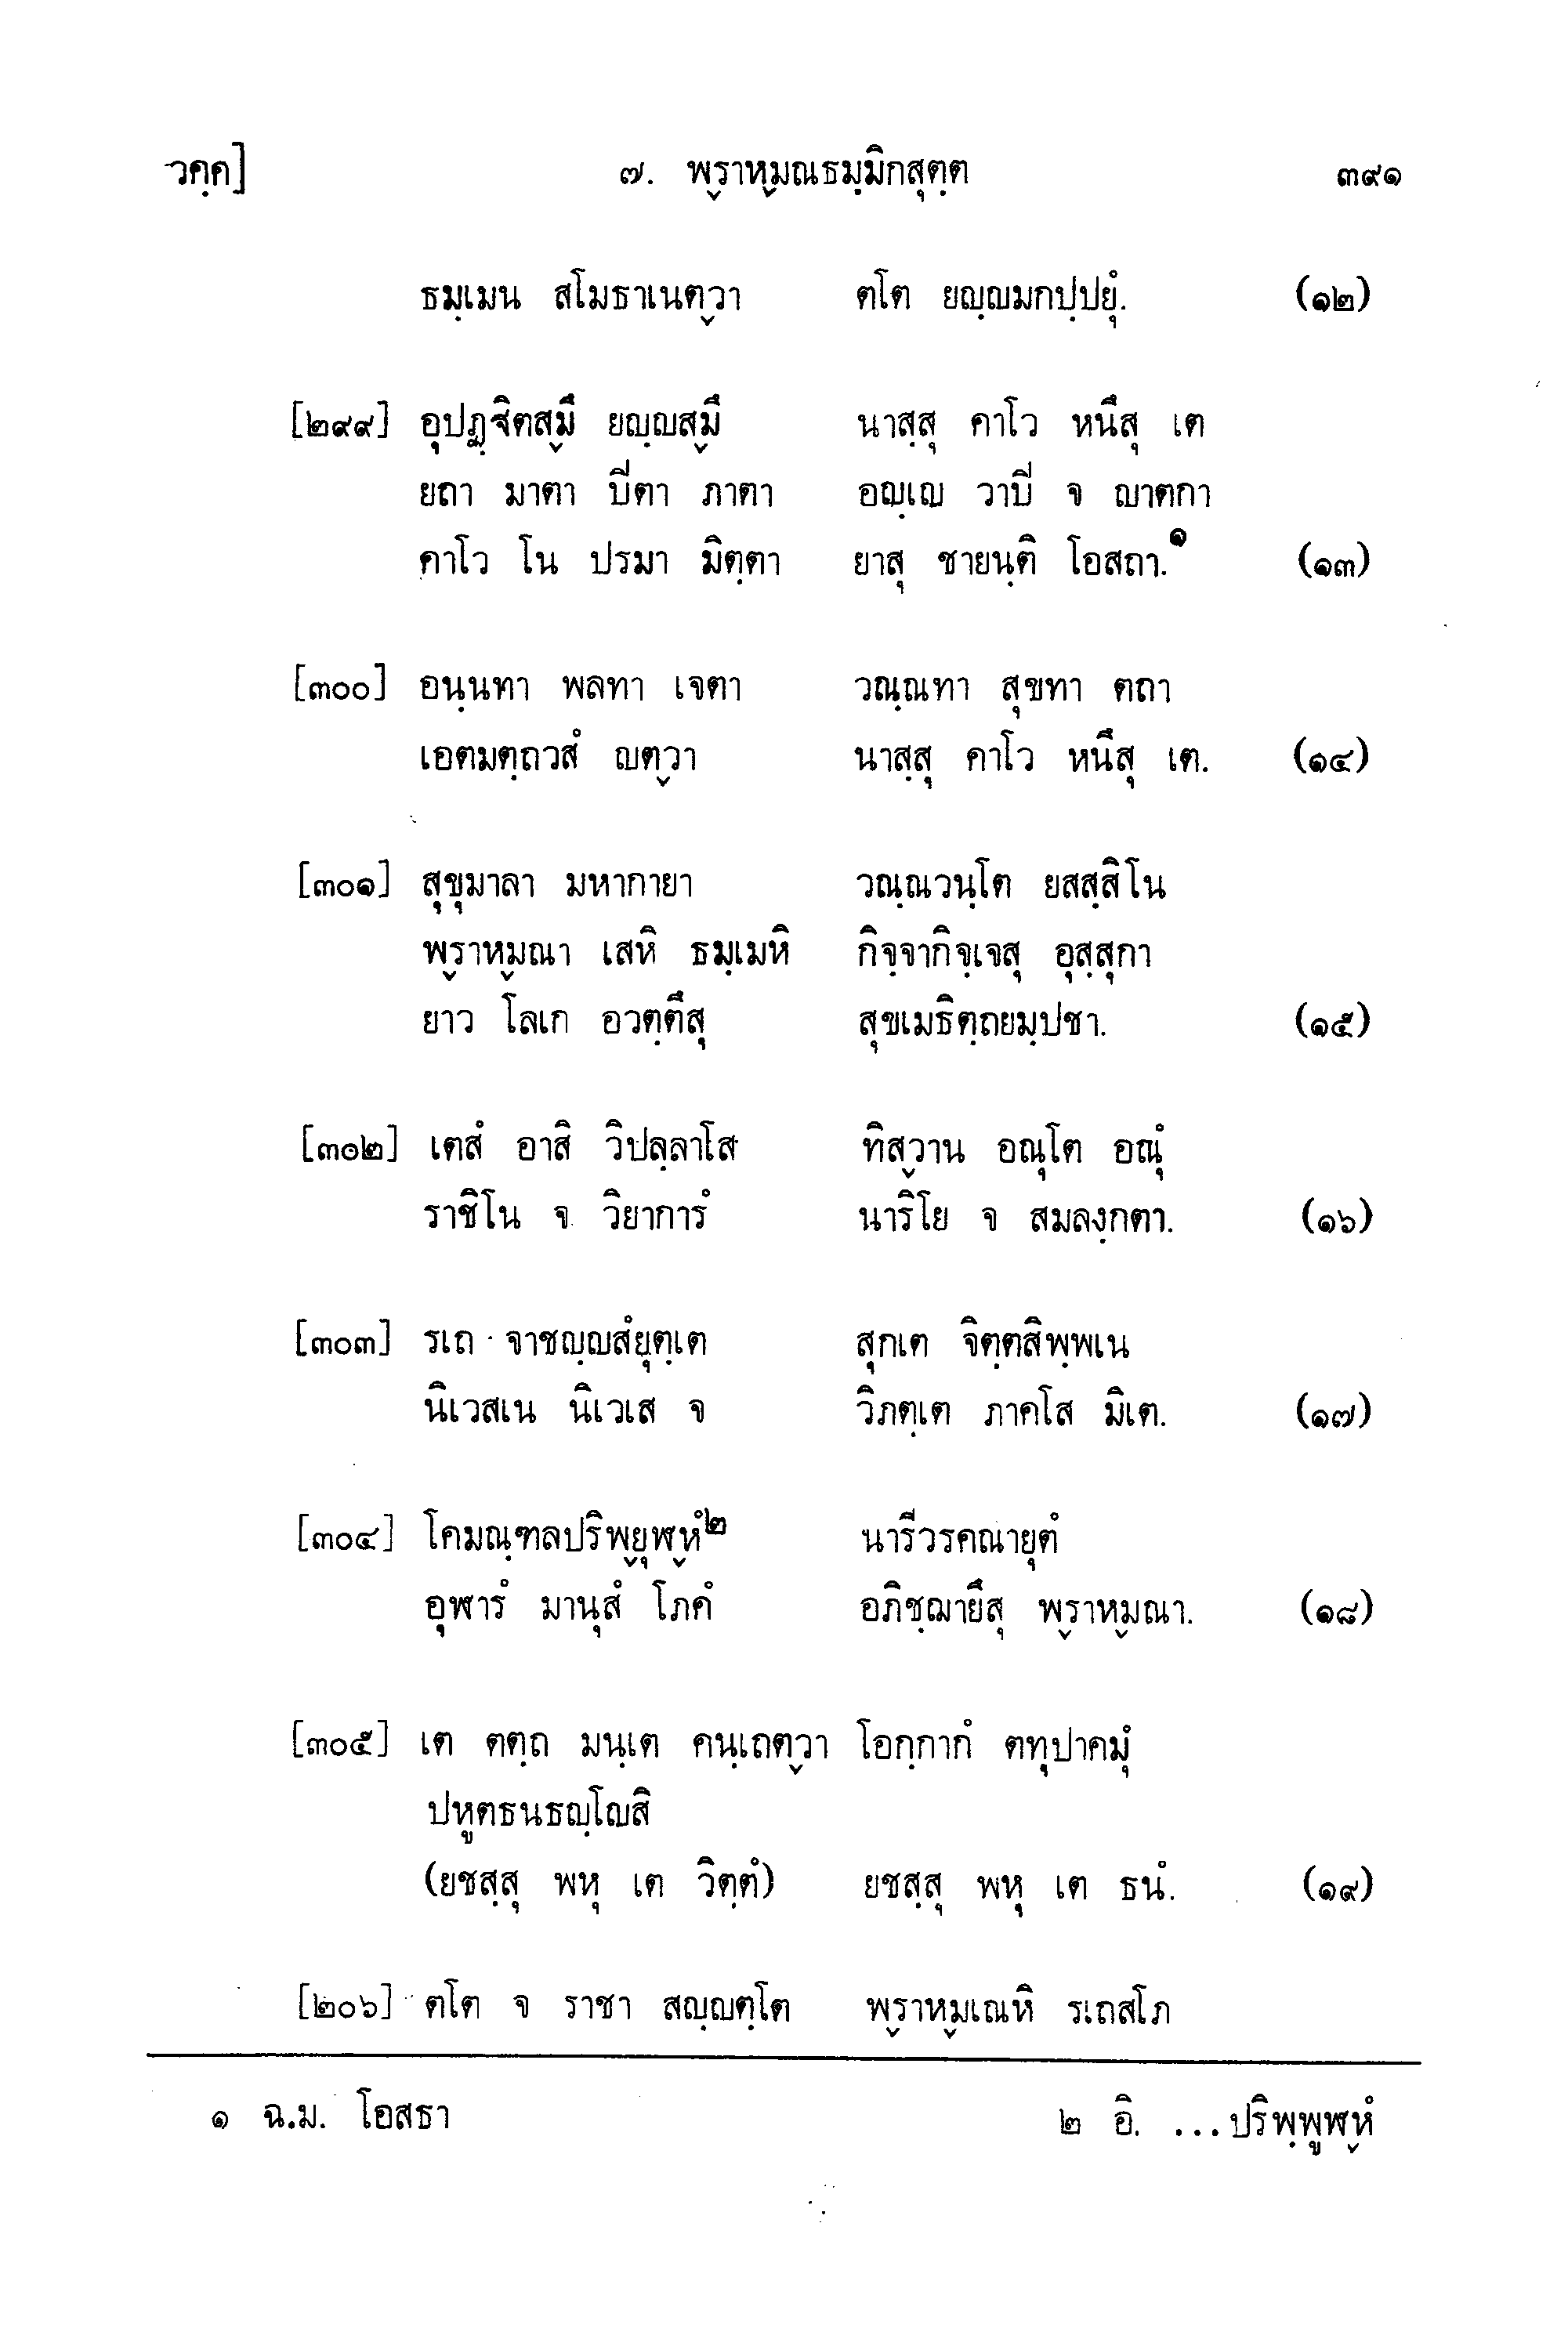 วคฺค] ๗. พฺราหฺมณธมฺมิกสุตฺต ๓๙๑
ธมฺเมน สโมธาเนตฺวา ตโต ยญฺญมกปฺปยุํ. (๑๒)
[๒๙๙] อุปฏฺฐิตสฺมึ ยญฺญสฺมึ นาสฺสุ คาโว หนึสุ เต
ยถา มาตา ปีตา ภาตา อญฺเญ วาปี จ ญาตกา
คาโว โน ปรมา มิตฺตา ยาสุ ชายนฺติ โอสถา.๑ (๑๓)
[๓๐๐] อนฺนทา พลทา เจตา วณฺณทา สุขทา ตถา
เอตมตฺถวสํ ญตฺวา นาสฺสุ คาโว หนึสุ เต. (๑๔)
[๓๐๑] สุขุมาลา มหากายา วณฺณวนฺโต ยสสฺสิโน
พฺราหฺมณา เสหิ ธมฺเมหิ กิจฺจากิจฺเจสุ อุสฺสุกา
ยาว โลเก อวตฺตึสุ สุขเมธิตฺถยมฺปชา. (๑๕)
[๓๐๒] เตสํ อาสิ วิปลฺลาโส ทิสฺวาน อณุโต อณุํ
ราชิโน จ วิยาการํ นาริโย จ สมลงฺกตา. (๑๖)
[๓๐๓] รเถ จาชญฺญสํยุตฺเต สุกเต จิตฺตสิพฺพเน
นิเวสเน นิเวเส จ วิภตฺเต ภาคโส มิเต. (๑๗)
[๓๐๔] โคมณฺฑลปริพฺยุฬฺหํ๒ นารีวรคณายุตํ
อุฬารํ มานุสํ โภคํ อภิชฺฌายึสุ พฺราหฺมณา. (๑๘)
[๓๐๕] เต ตตฺถ มนฺเต คนฺเถตฺวา โอกฺกากํ ตทุปาคมุํ
ปหูตธนธญฺโญสิ
(ยชสฺสุ พหุ เต วิตฺตํ) ยชสฺสุ พหุ เต ธนํ. (๑๙)
[๒๐๖] ตโต จ ราชา สญฺญตฺโต พฺราหฺมเณหิ รเถสโภ
๑ ฉ.ม. โอสธา ๒ อิ. ...ปริพฺพูฬฺหํ